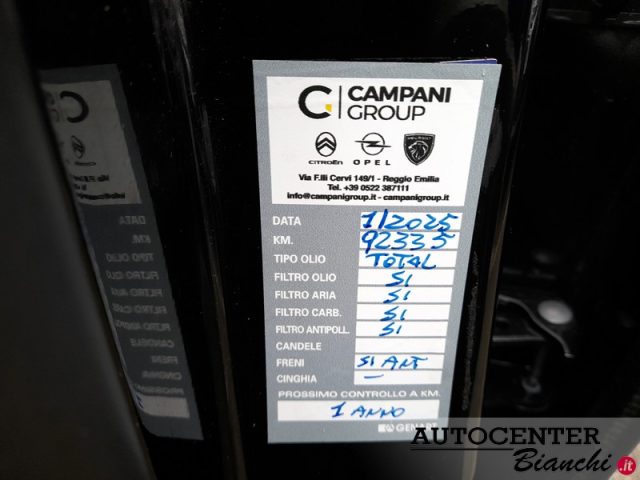 CAMPANI
GROUP
CITROËN OPEL PEUGEOT
Via F.lli Cervi 149/1 - Reggio Emilia
Tel. +39 0522 387111
info@campanigroup.it - campanigroup.it
DATA 1/2025
KM. 92335
TIPO OLIO TOTAL
FILTRO OLIO SI
FILTRO ARIA SI
FILTRO CARB. SI
FILTRO ANTIPOLL. SI
CANDELE
FRENI SI ANT
CINGHIA —
PROSSIMO CONTROLLO A KM.
1 ANNO
GENART
AUTOCENTER
Bianchi.it